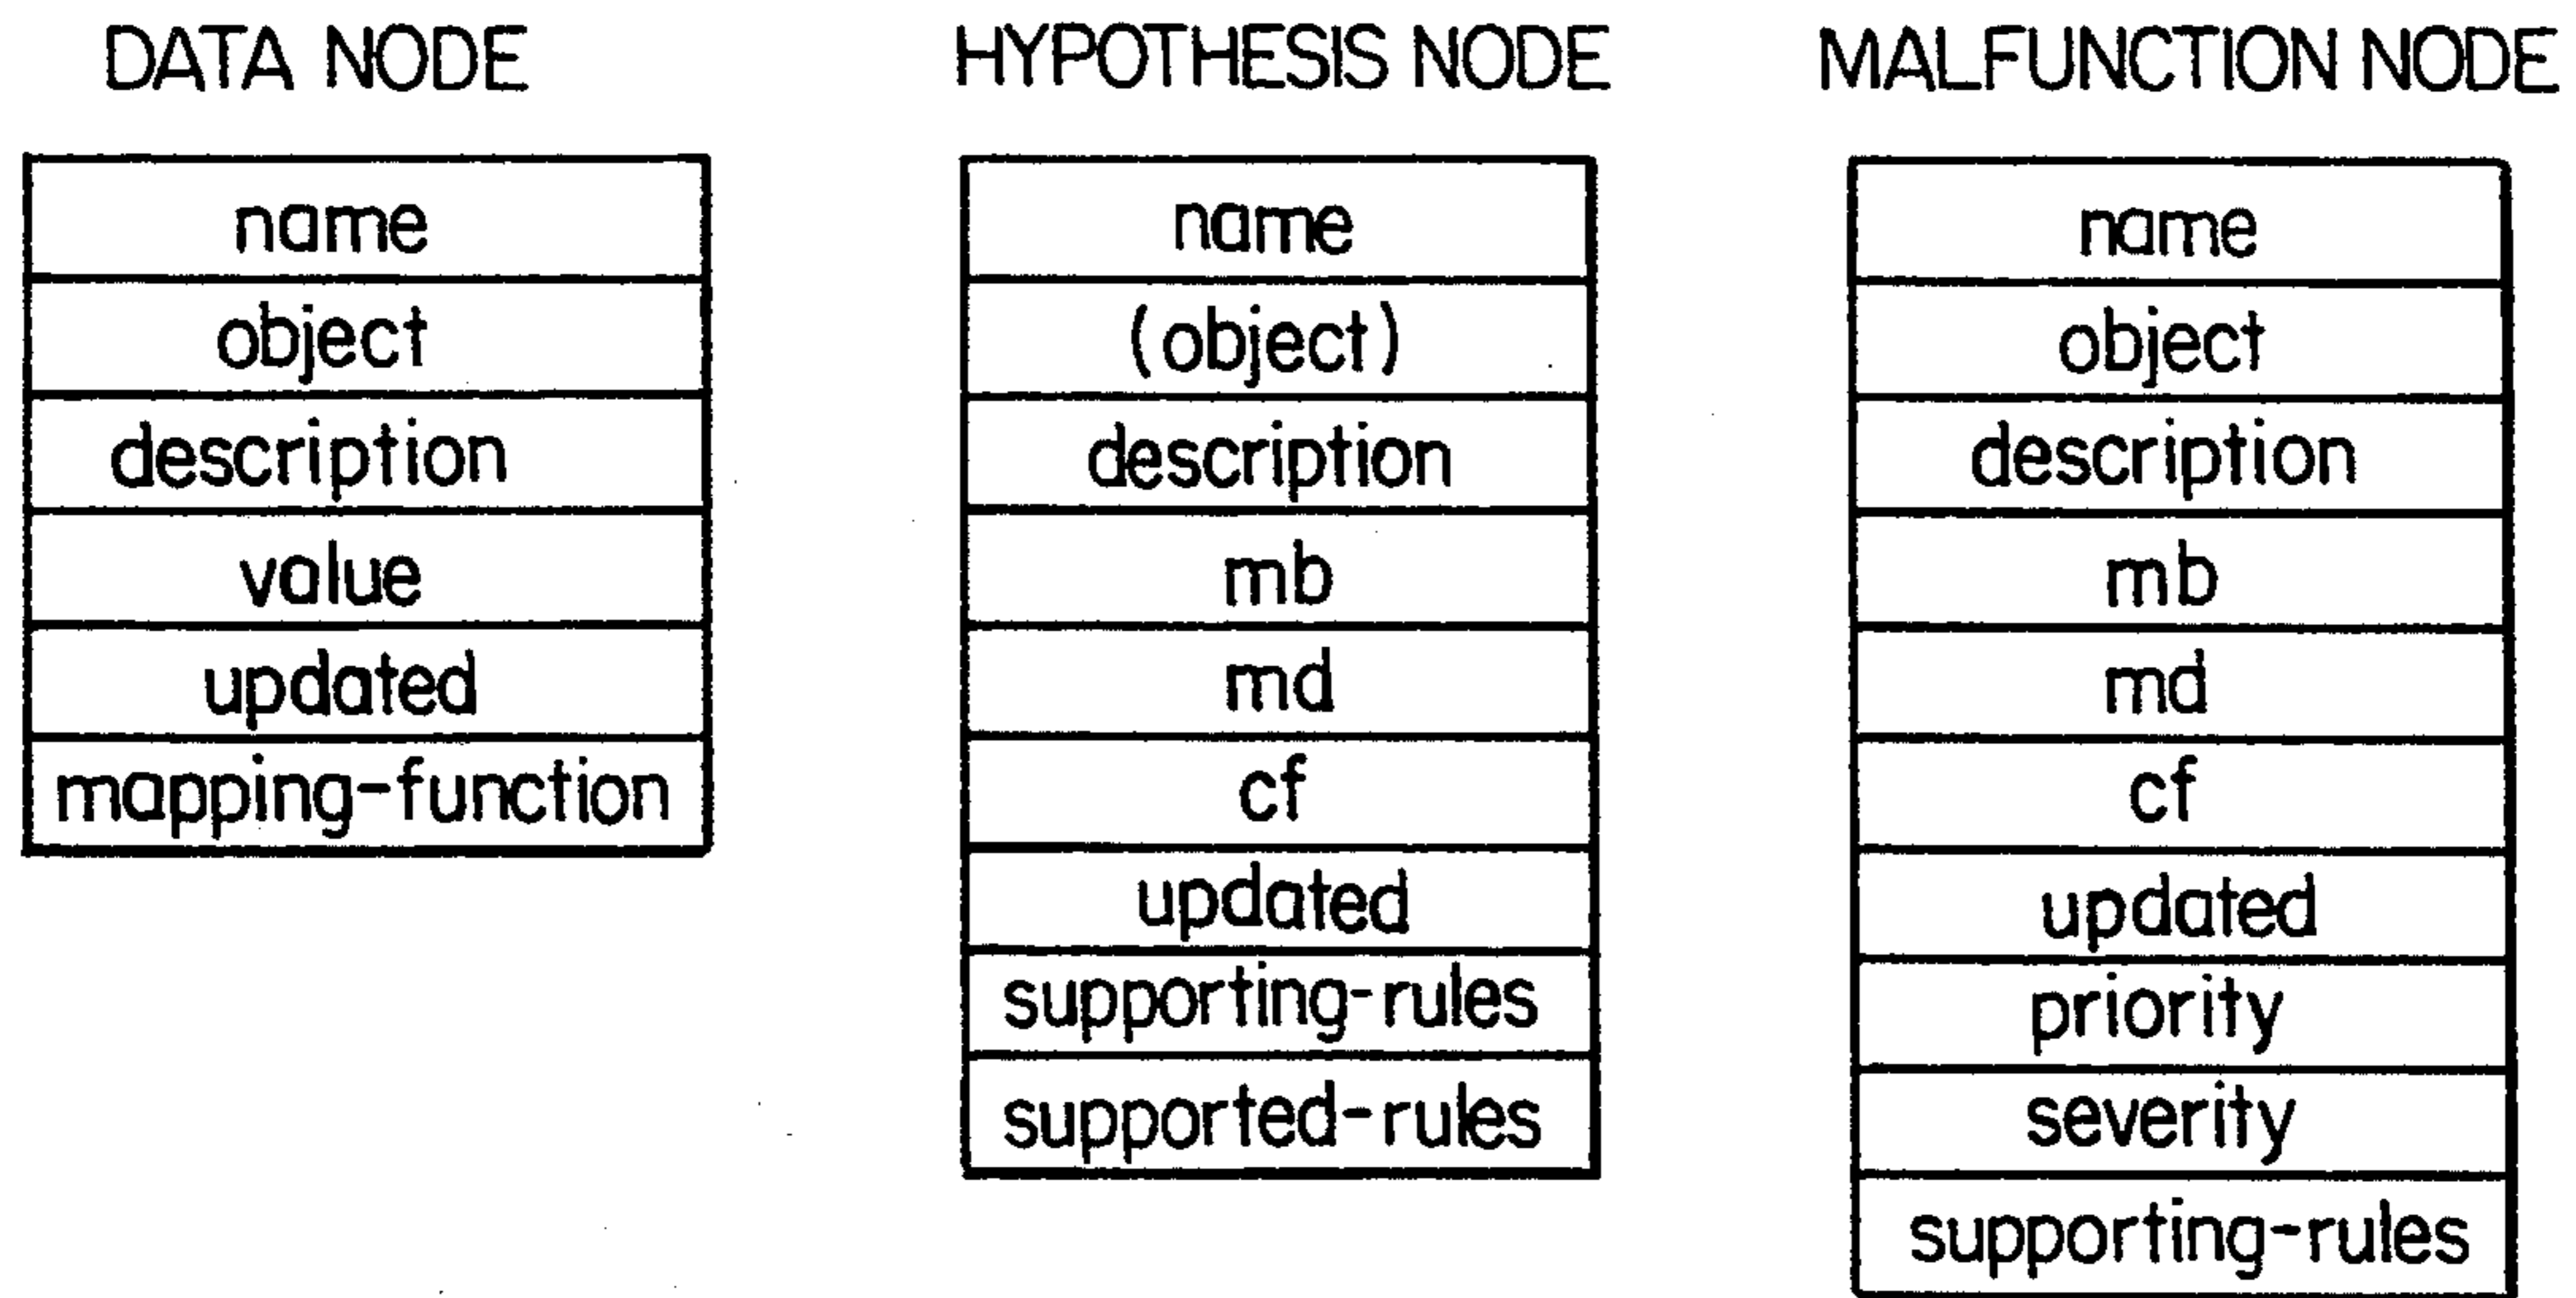 DATA NODE
name
object
description
value
updated
mapping-function
HYPOTHESIS NODE
name
(object)
description
mb
md
cf
updated
supporting-rules
supported-rules
MALFUNCTION NODE
name
object
description
mb
md
cf
updated
priority
severity
supporting-rules